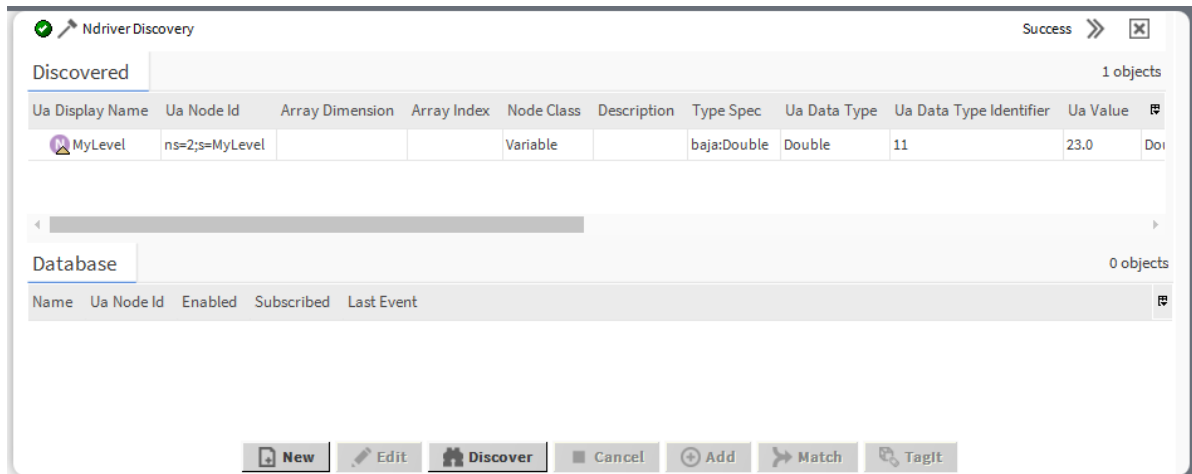 Ndriver Discovery Success
Discovered 1 objects
Ua Display Name Ua Node Id Array Dimension Array Index Node Class Description Type Spec Ua Data Type Ua Data Type Identifier Ua Value
MyLevel ns=2;s=MyLevel Variable baja:Double Double 11 23.0 Dou
Database 0 objects
Name Ua Node Id Enabled Subscribed Last Event
New Edit Discover Cancel Add Match TagIt